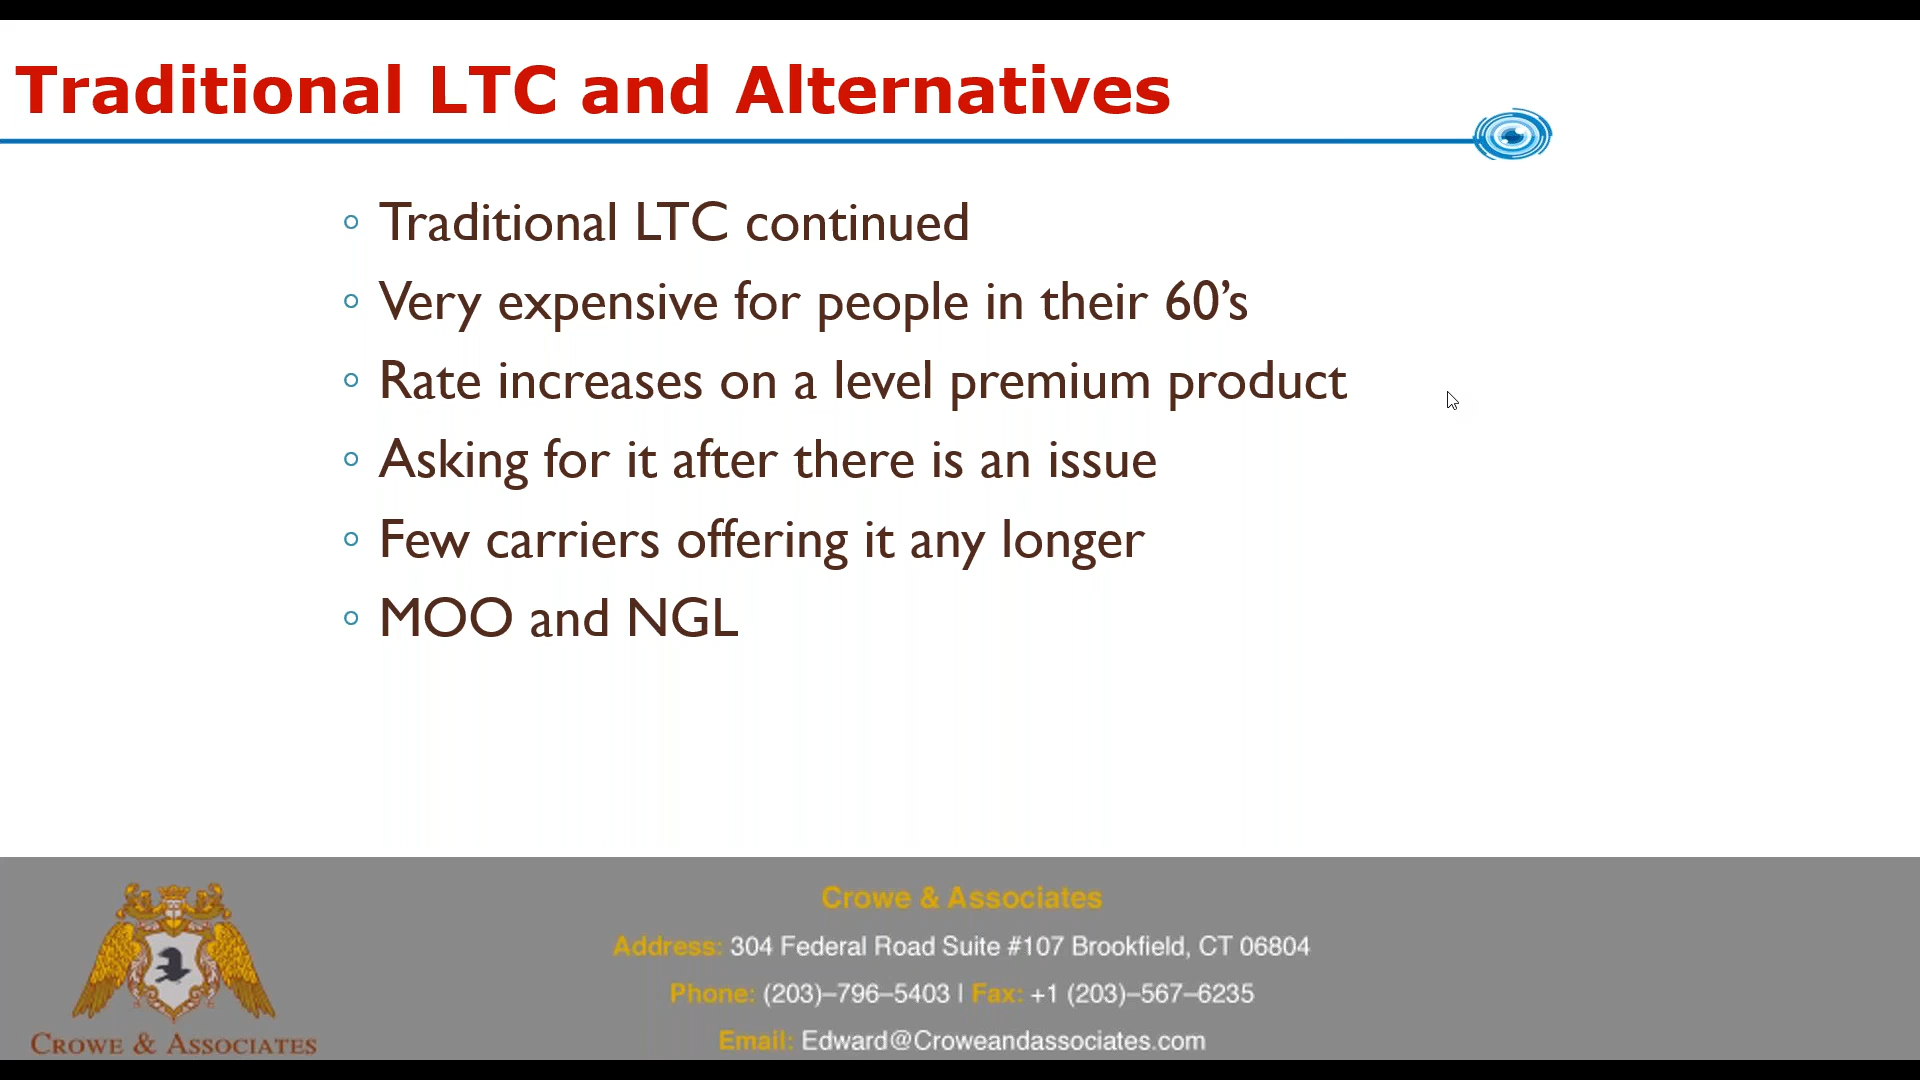 Traditional LTC and Alternatives
Traditional LTC continued
Very expensive for people in their 60’s
Rate increases on a level premium product
Asking for it after there is an issue
Few carriers offering it any longer
MOO and NGL
Crowe & Associates
Address: 304 Federal Road Suite #107 Brookfield, CT 06804
Phone: (203)–796–5403 | Fax: +1 (203)–567–6235
Email: Edward@Croweandassociates.com
CROWE & ASSOCIATES